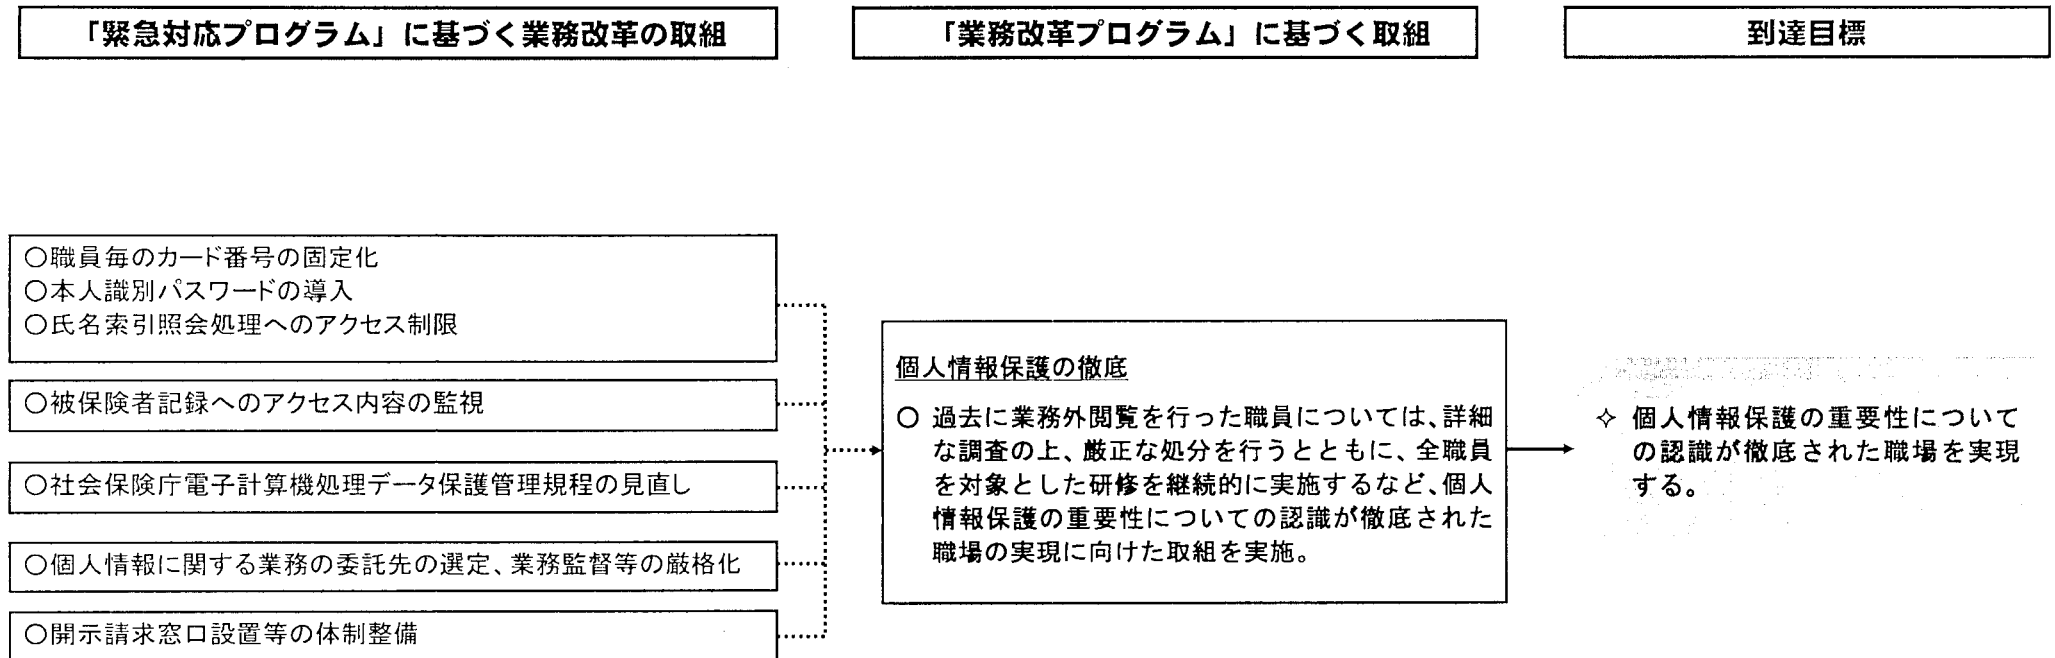 「緊急対応プログラム」に基づく業務改革の取組
「業務改革プログラム」に基づく取組
到達目標
○職員毎のカード番号の固定化
○本人識別パスワードの導入
○氏名索引照会処理へのアクセス制限
○被保険者記録へのアクセス内容の監視
○社会保険庁電子計算機処理データ保護管理規程の見直し
○個人情報に関する業務の委託先の選定、業務監督等の厳格化
○開示請求窓口設置等の体制整備
個人情報保護の徹底
○ 過去に業務外閲覧を行った職員については、詳細
な調査の上、厳正な処分を行うとともに、全職員
を対象とした研修を継続的に実施するなど、個人
情報保護の重要性についての認識が徹底された
職場の実現に向けた取組を実施。
✧ 個人情報保護の重要性について
の認識が徹底された職場を実現
する。